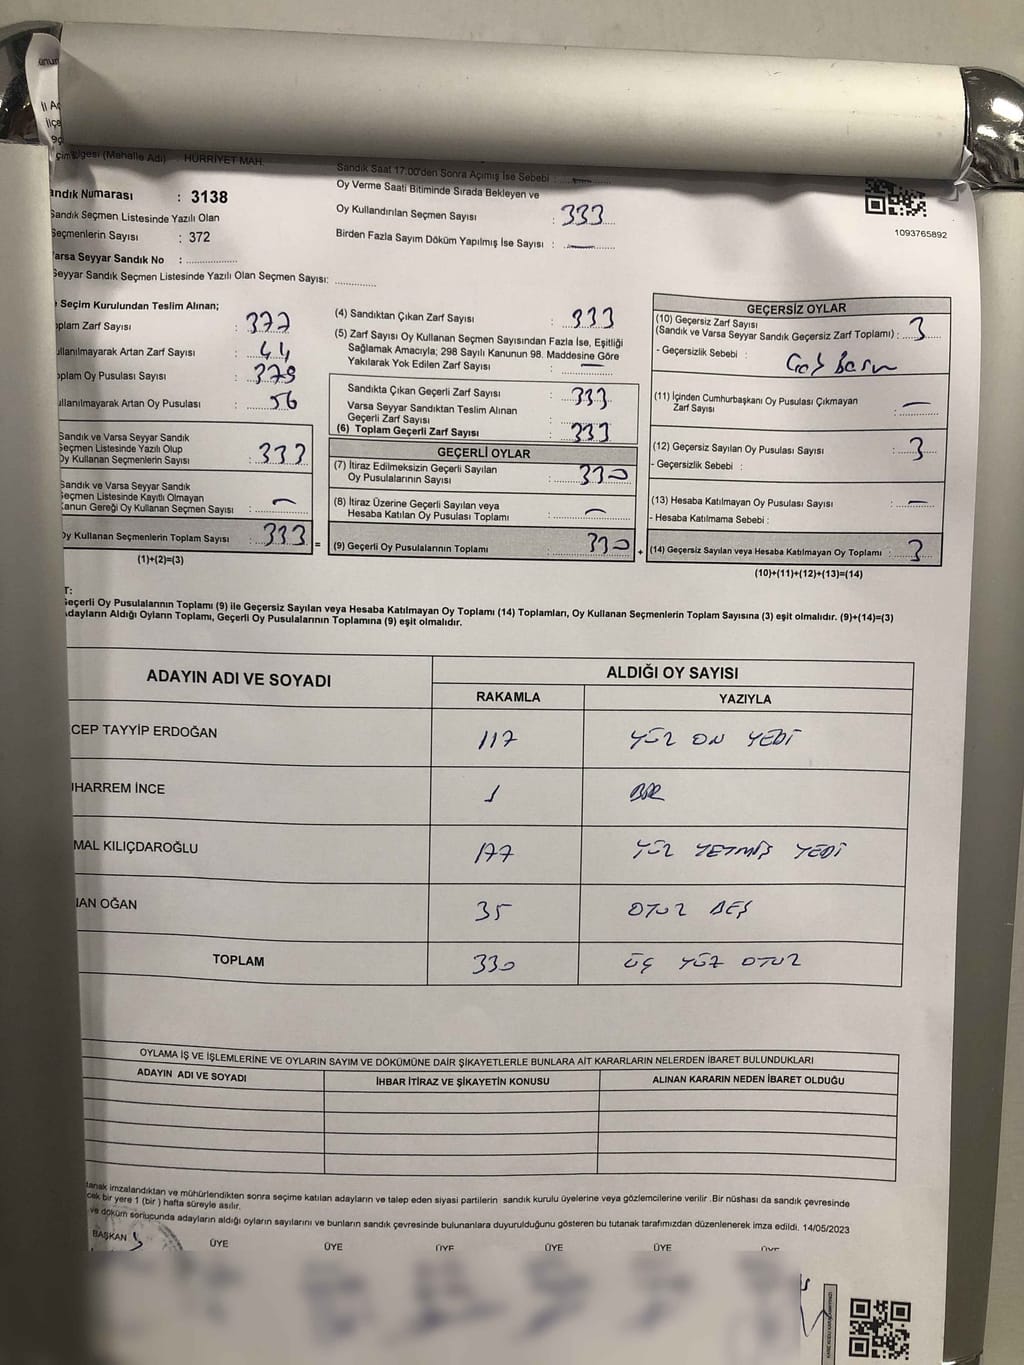 çim Bölgesi (Mahalle Adı) : HÜRRİYET MAH.
andık Numarası : 3138
Sandık Seçmen Listesinde Yazılı Olan
Seçmenlerin Sayısı : 372
arsa Seyyar Sandık No :
Seyyar Sandık Seçmen Listesinde Yazılı Olan Seçmen Sayısı:
Sandık Saat 17:00'den Sonra Açımış İse Sebebi : —
Oy Verme Saati Bitiminde Sırada Bekleyen ve
Oy Kullandırılan Seçmen Sayısı : 333
Birden Fazla Sayım Döküm Yapılmış İse Sayısı : —
1093765892
Seçim Kurulundan Teslim Alınan;
plam Zarf Sayısı : 377
ullanılmayarak Artan Zarf Sayısı : 44
oplam Oy Pusulası Sayısı : 379
ullanılmayarak Artan Oy Pusulası : 56
Sandık ve Varsa Seyyar Sandık
Seçmen Listesinde Yazılı Olup
Oy Kullanan Seçmenlerin Sayısı : 333
Sandık ve Varsa Seyyar Sandık
Seçmen Listesinde Kayıtlı Olmayan
Kanun Gereği Oy Kullanan Seçmen Sayısı : —
Oy Kullanan Seçmenlerin Toplam Sayısı : 333 =
(1)+(2)=(3)
(4) Sandıktan Çıkan Zarf Sayısı : 333
(5) Zarf Sayısı Oy Kullanan Seçmen Sayısından Fazla İse, Eşitliği
Sağlamak Amacıyla; 298 Sayılı Kanunun 98. Maddesine Göre
Yakılarak Yok Edilen Zarf Sayısı : —
Sandıkta Çıkan Geçerli Zarf Sayısı : 333
Varsa Seyyar Sandıktan Teslim Alınan
Geçerli Zarf Sayısı :
(6) Toplam Geçerli Zarf Sayısı : 333
GEÇERLİ OYLAR
(7) İtiraz Edilmeksizin Geçerli Sayılan
Oy Pusulalarının Sayısı : 330
(8) İtiraz Üzerine Geçerli Sayılan veya
Hesaba Katılan Oy Pusulası Toplamı : —
(9) Geçerli Oy Pusulalarının Toplamı : 330 +
GEÇERSİZ OYLAR
(10) Geçersiz Zarf Sayısı
(Sandık ve Varsa Seyyar Sandık Geçersiz Zarf Toplamı) : 3
- Geçersizlik Sebebi :
(11) İçinden Cumhurbaşkanı Oy Pusulası Çıkmayan
Zarf Sayısı : —
(12) Geçersiz Sayılan Oy Pusulası Sayısı : 3
- Geçersizlik Sebebi :
(13) Hesaba Katılmayan Oy Pusulası Sayısı : —
- Hesaba Katılmama Sebebi :
(14) Geçersiz Sayılan veya Hesaba Katılmayan Oy Toplamı : 3
(10)+(11)+(12)+(13)=(14)
T:
Geçerli Oy Pusulalarının Toplamı (9) ile Geçersiz Sayılan veya Hesaba Katılmayan Oy Toplamı (14) Toplamları, Oy Kullanan Seçmenlerin Toplam Sayısına (3) eşit olmalıdır. (9)+(14)=(3)
Adayların Aldığı Oyların Toplamı, Geçerli Oy Pusulalarının Toplamına (9) eşit olmalıdır.
ADAYIN ADI VE SOYADI
ALDIĞI OY SAYISI
RAKAMLA YAZIYLA
CEP TAYYİP ERDOĞAN 117 YÜZ ON YEDİ
HARREM İNCE 1 BİR
MAL KILIÇDAROĞLU 177 YÜZ YETMİŞ YEDİ
AN OĞAN 35 OTUZ BEŞ
TOPLAM 330 ÜÇ YÜZ OTUZ
OYLAMA İŞ VE İŞLEMLERİNE VE OYLARIN SAYIM VE DÖKÜMÜNE DAİR ŞİKAYETLERLE BUNLARA AİT KARARLARIN NELERDEN İBARET BULUNDUKLARI
ADAYIN ADI VE SOYADI İHBAR İTİRAZ VE ŞİKAYETİN KONUSU ALINAN KARARIN NEDEN İBARET OLDUĞU
tanak imzalandıktan ve mühürlendikten sonra seçime katılan adayların ve talep eden siyasi partilerin sandık kurulu üyelerine veya gözlemcilerine verilir .Bir nüshası da sandık çevresinde
cek bir yere 1 (bir ) hafta süreyle asılır.
ve döküm sonucunda adayların aldığı oyların sayılarını ve bunların sandık çevresinde bulunanlara duyurulduğunu gösteren bu tutanak tarafımızdan düzenlenerek imza edildi. 14/05/2023
BAŞKAN ÜYE ÜYE ÜYE ÜYE ÜYE ÜYE